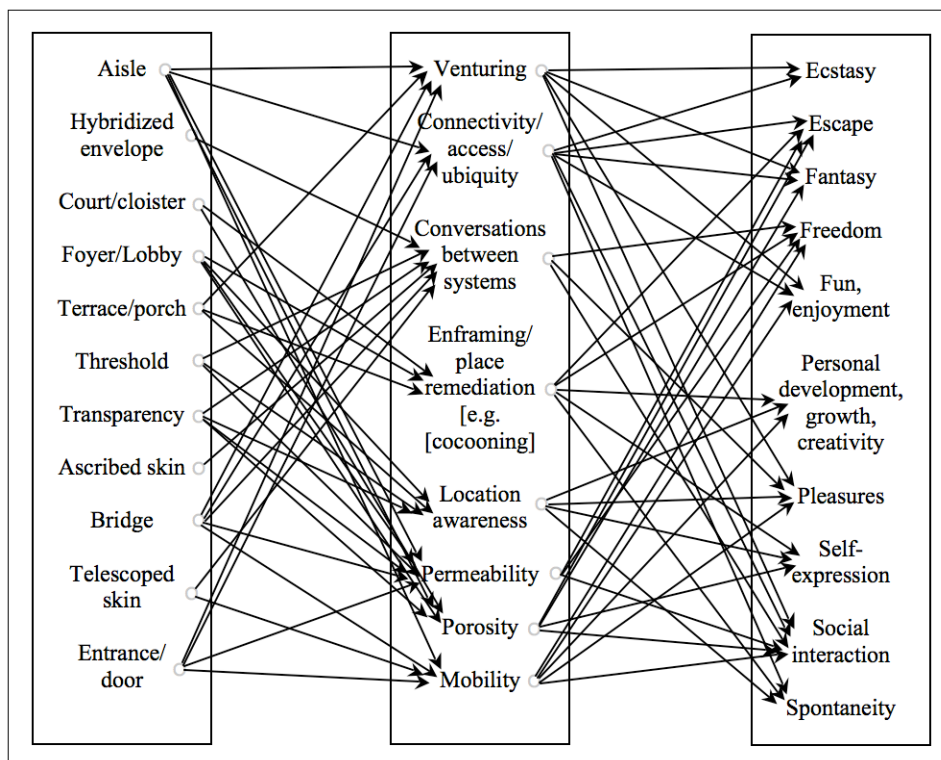 Aisle
Hybridized
envelope
Court/cloister
Foyer/Lobby
Terrace/porch
Threshold
Transparency
Ascribed skin
Bridge
Telescoped
skin
Entrance/
door
Venturing
Connectivity/
access/
ubiquity
Conversations
between
systems
Enframing/
place
remediation
[e.g.
[cocooning]
Location
awareness
Permeability
Porosity
Mobility
Ecstasy
Escape
Fantasy
Freedom
Fun,
enjoyment
Personal
development,
growth,
creativity
Pleasures
Self-
expression
Social
interaction
Spontaneity